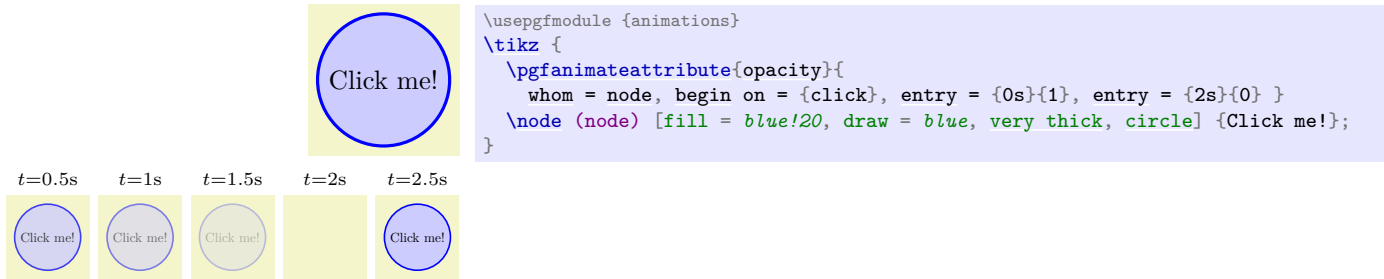 Click me!
\usepgfmodule {animations}
\tikz {
  \pgfanimateattribute{opacity}{
    whom = node, begin on = {click}, entry = {0s}{1}, entry = {2s}{0} }
  \node (node) [fill = blue!20, draw = blue, very thick, circle] {Click me!};
}
t=0.5s t=1s t=1.5s t=2s t=2.5s
Click me! Click me! Click me! Click me!